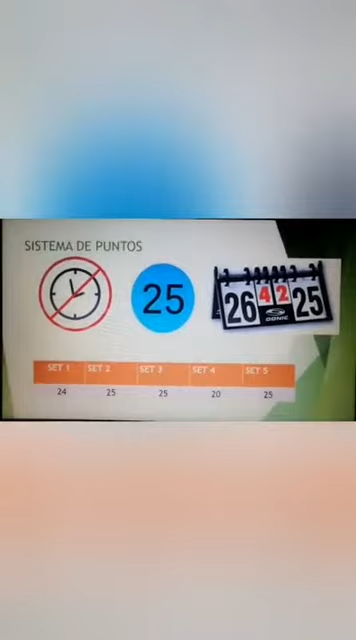 SISTEMA DE PUNTOS
25
26 4 2 25
DONIC
SET 1 SET 2 SET 3 SET 4 SET 5
24 25 25 20 25